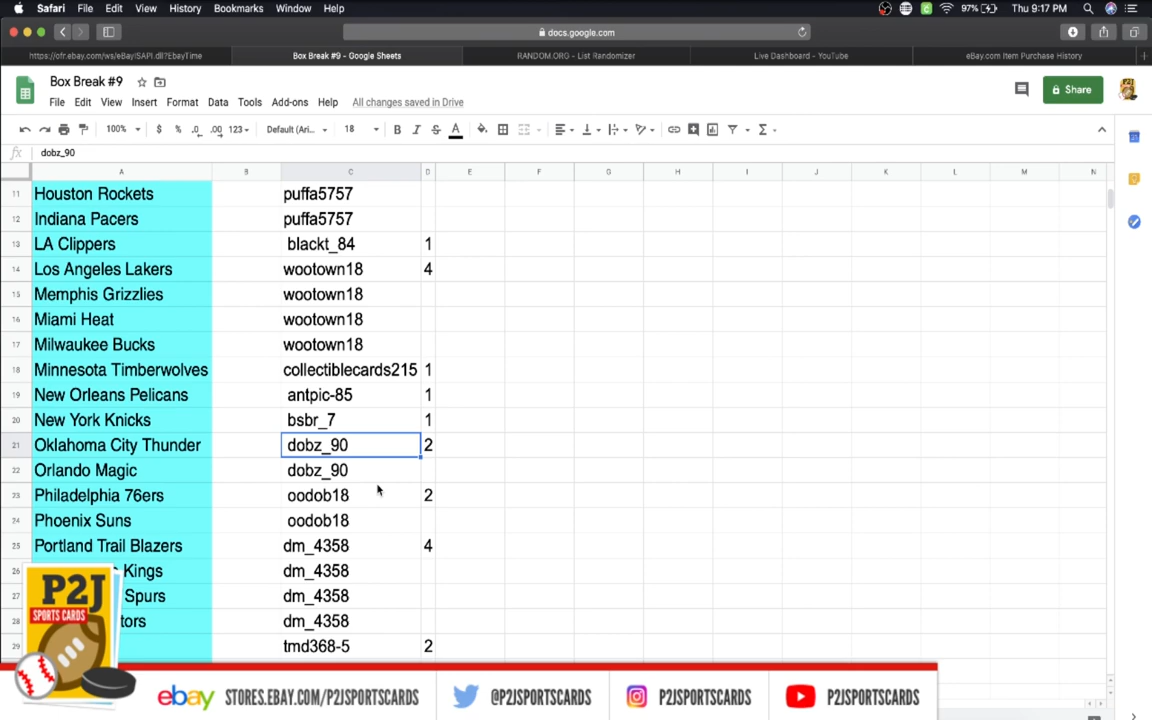 Safari File Edit View History Bookmarks Window Help 97% Thu 9:17 PM
docs.google.com
https://ofr.ebay.com/ws/eBayISAPI.dll?EbayTime Box Break #9 - Google Sheets RANDOM.ORG - List Randomizer Live Dashboard - YouTube eBay.com Item Purchase History
Box Break #9
File Edit View Insert Format Data Tools Add-ons Help All changes saved in Drive Share
100% $ % .0 .00 123 Default (Ari... 18 B I S A
fx dobz_90
A B C D E F G H I J K L M N
11 Houston Rockets puffa5757
12 Indiana Pacers puffa5757
13 LA Clippers blackt_84 1
14 Los Angeles Lakers wootown18 4
15 Memphis Grizzlies wootown18
16 Miami Heat wootown18
17 Milwaukee Bucks wootown18
18 Minnesota Timberwolves collectiblecards215 1
19 New Orleans Pelicans antpic-85 1
20 New York Knicks bsbr_7 1
21 Oklahoma City Thunder dobz_90 2
22 Orlando Magic dobz_90
23 Philadelphia 76ers oodob18 2
24 Phoenix Suns oodob18
25 Portland Trail Blazers dm_4358 4
26 Kings dm_4358
27 Spurs dm_4358
28 tors dm_4358
29 tmd368-5 2
P2J
SPORTS CARDS
ebay STORES.EBAY.COM/P2JSPORTSCARDS @P2JSPORTSCARDS P2JSPORTSCARDS P2JSPORTSCARDS